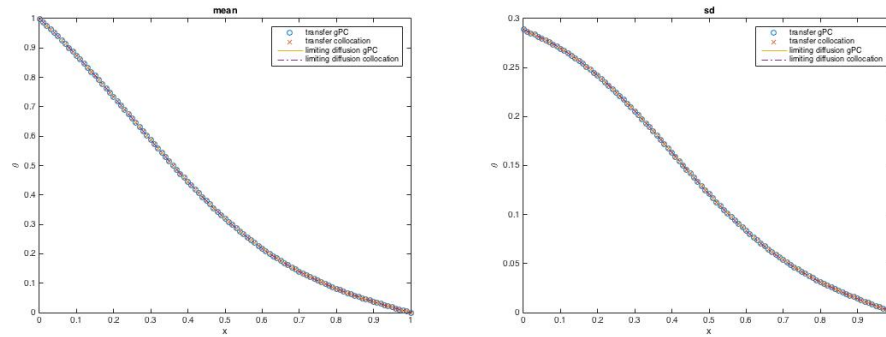 mean
transfer gPC
transfer collocation
limiting diffusion gPC
limiting diffusion collocation
1
0.9
0.8
0.7
0.6
0.5
0.4
0.3
0.2
0.1
0
θ
0 0.1 0.2 0.3 0.4 0.5 0.6 0.7 0.8 0.9 1
x
sd
transfer gPC
transfer collocation
limiting diffusion gPC
limiting diffusion collocation
0.3
0.25
0.2
0.15
0.1
0.05
0
θ
0 0.1 0.2 0.3 0.4 0.5 0.6 0.7 0.8 0.9
x